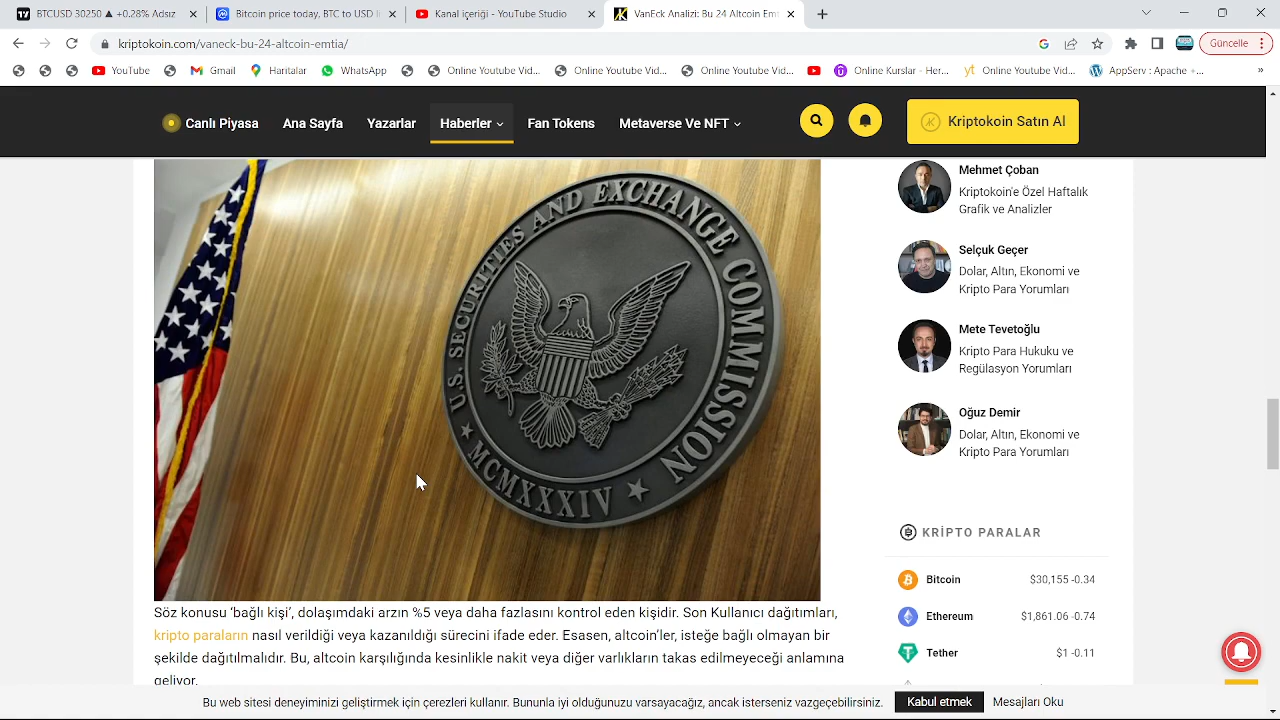 BTCUSD 30250 ▲ +0.28% Adsız
Bitcoin price today, BTC to USD
Kanal içeriği - YouTube Studio
VanEck Analizi: Bu 24 Altcoin Emt
kriptokoin.com/vaneck-bu-24-altcoin-emtia/
Güncelle
YouTube
Gmail
Haritalar
WhatsApp
Online Youtube Vid...
Online Youtube Vid...
Online Youtube Vid...
Online Kurslar - Her...
Online Youtube Vid...
AppServ : Apache +...
»
Canlı Piyasa
Ana Sayfa
Yazarlar
Haberler
Fan Tokens
Metaverse Ve NFT
Kriptokoin Satın Al
U.S. SECURITIES AND EXCHANGE COMMISSION
★ MCMXXXIV ★
Mehmet Çoban
Kriptokoin'e Özel Haftalık
Grafik ve Analizler
Selçuk Geçer
Dolar, Altın, Ekonomi ve
Kripto Para Yorumları
Mete Tevetoğlu
Kripto Para Hukuku ve
Regülasyon Yorumları
Oğuz Demir
Dolar, Altın, Ekonomi ve
Kripto Para Yorumları
KRİPTO PARALAR
Bitcoin $30,155 -0.34
Ethereum $1,861.06 -0.74
Tether $1 -0.11
Söz konusu ‘bağlı kişi’, dolaşımdaki arzın %5 veya daha fazlasını kontrol eden kişidir. Son Kullanıcı dağıtımları,
kripto paraların nasıl verildiği veya kazanıldığı sürecini ifade eder. Esasen, altcoin’ler, isteğe bağlı olmayan bir
şekilde dağıtılmalıdır. Bu, altcoin karşılığında kesinlikle nakit veya diğer varlıkların takas edilmeyeceği anlamına
geliyor.
deneyiminizi geliştirmek için çerezleri kullanır. Bununla iyi olduğunuzu varsayacağız, ancak isterseniz vazgeçebilirsiniz.
Kabul etmek
Mesajları Oku